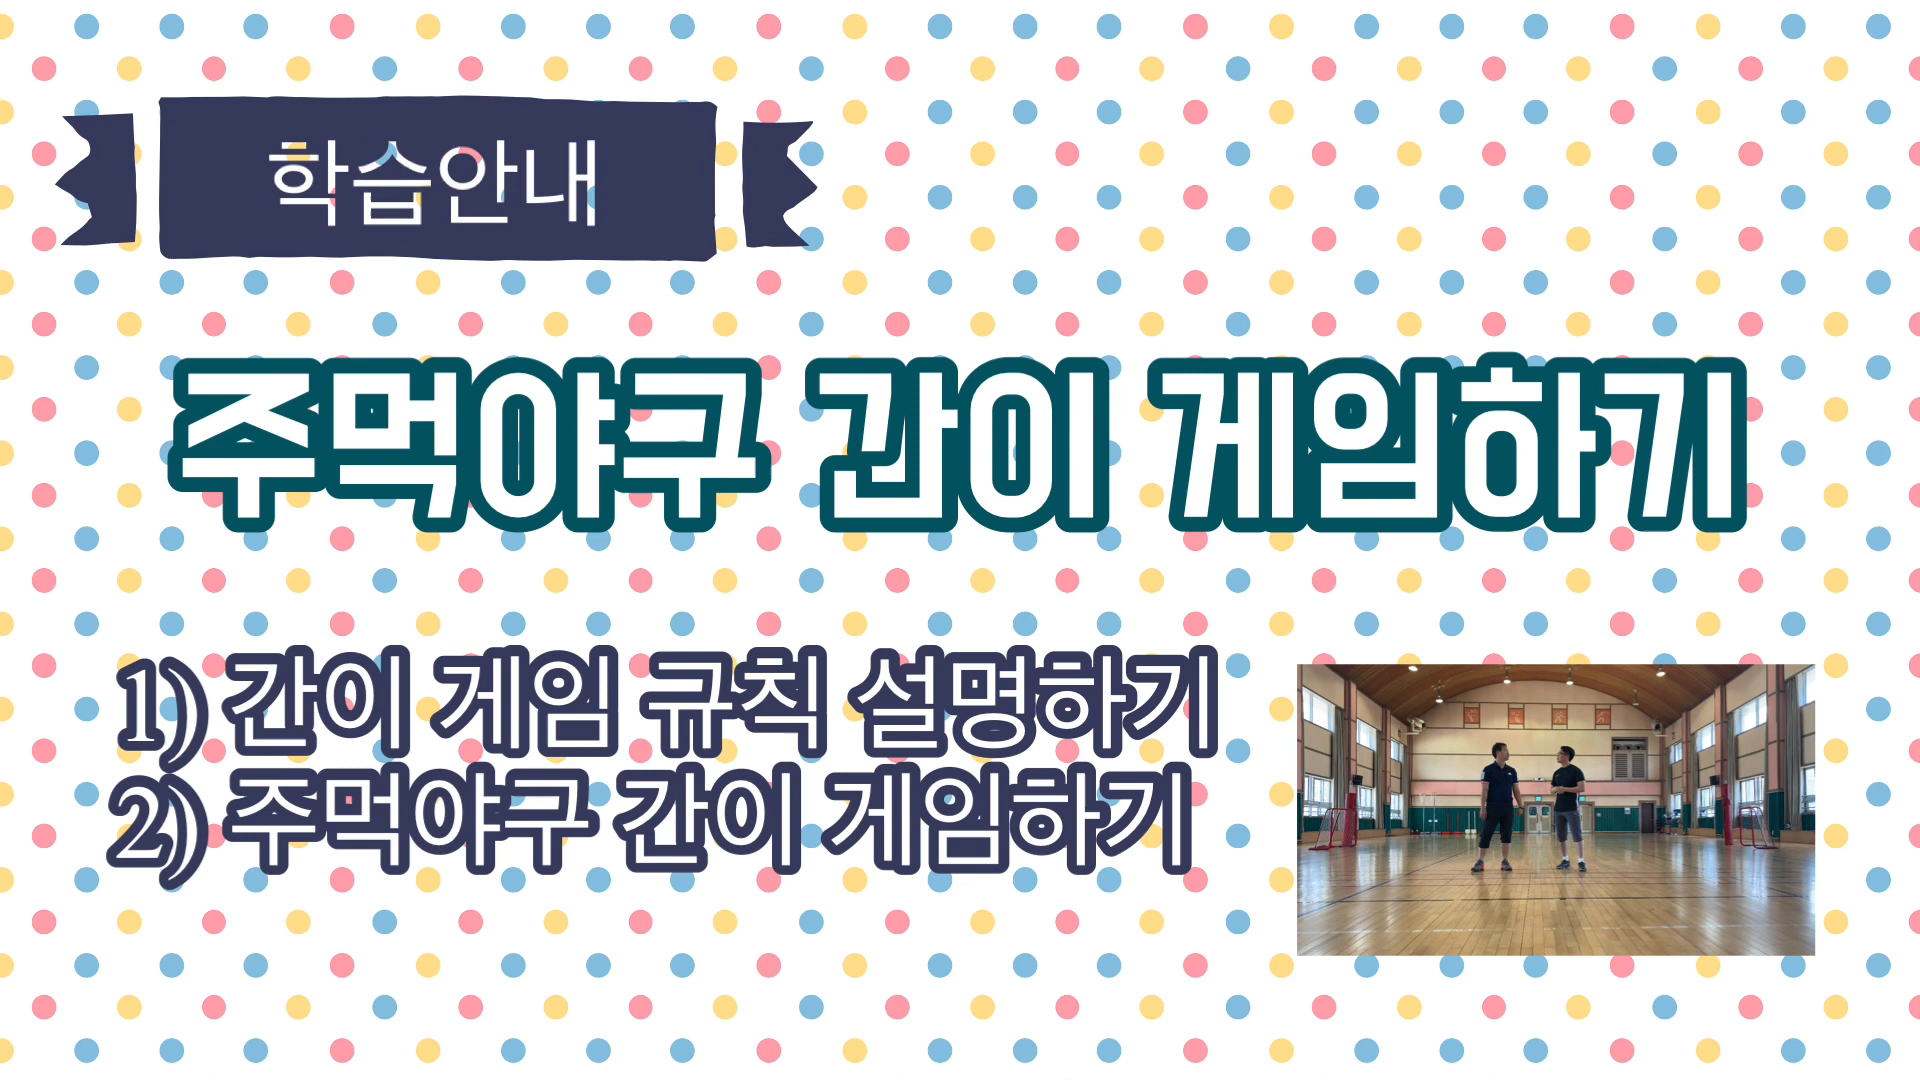 학습안내
주먹야구 간이 게임하기
1) 간이 게임 규칙 설명하기
2) 주먹야구 간이 게임하기